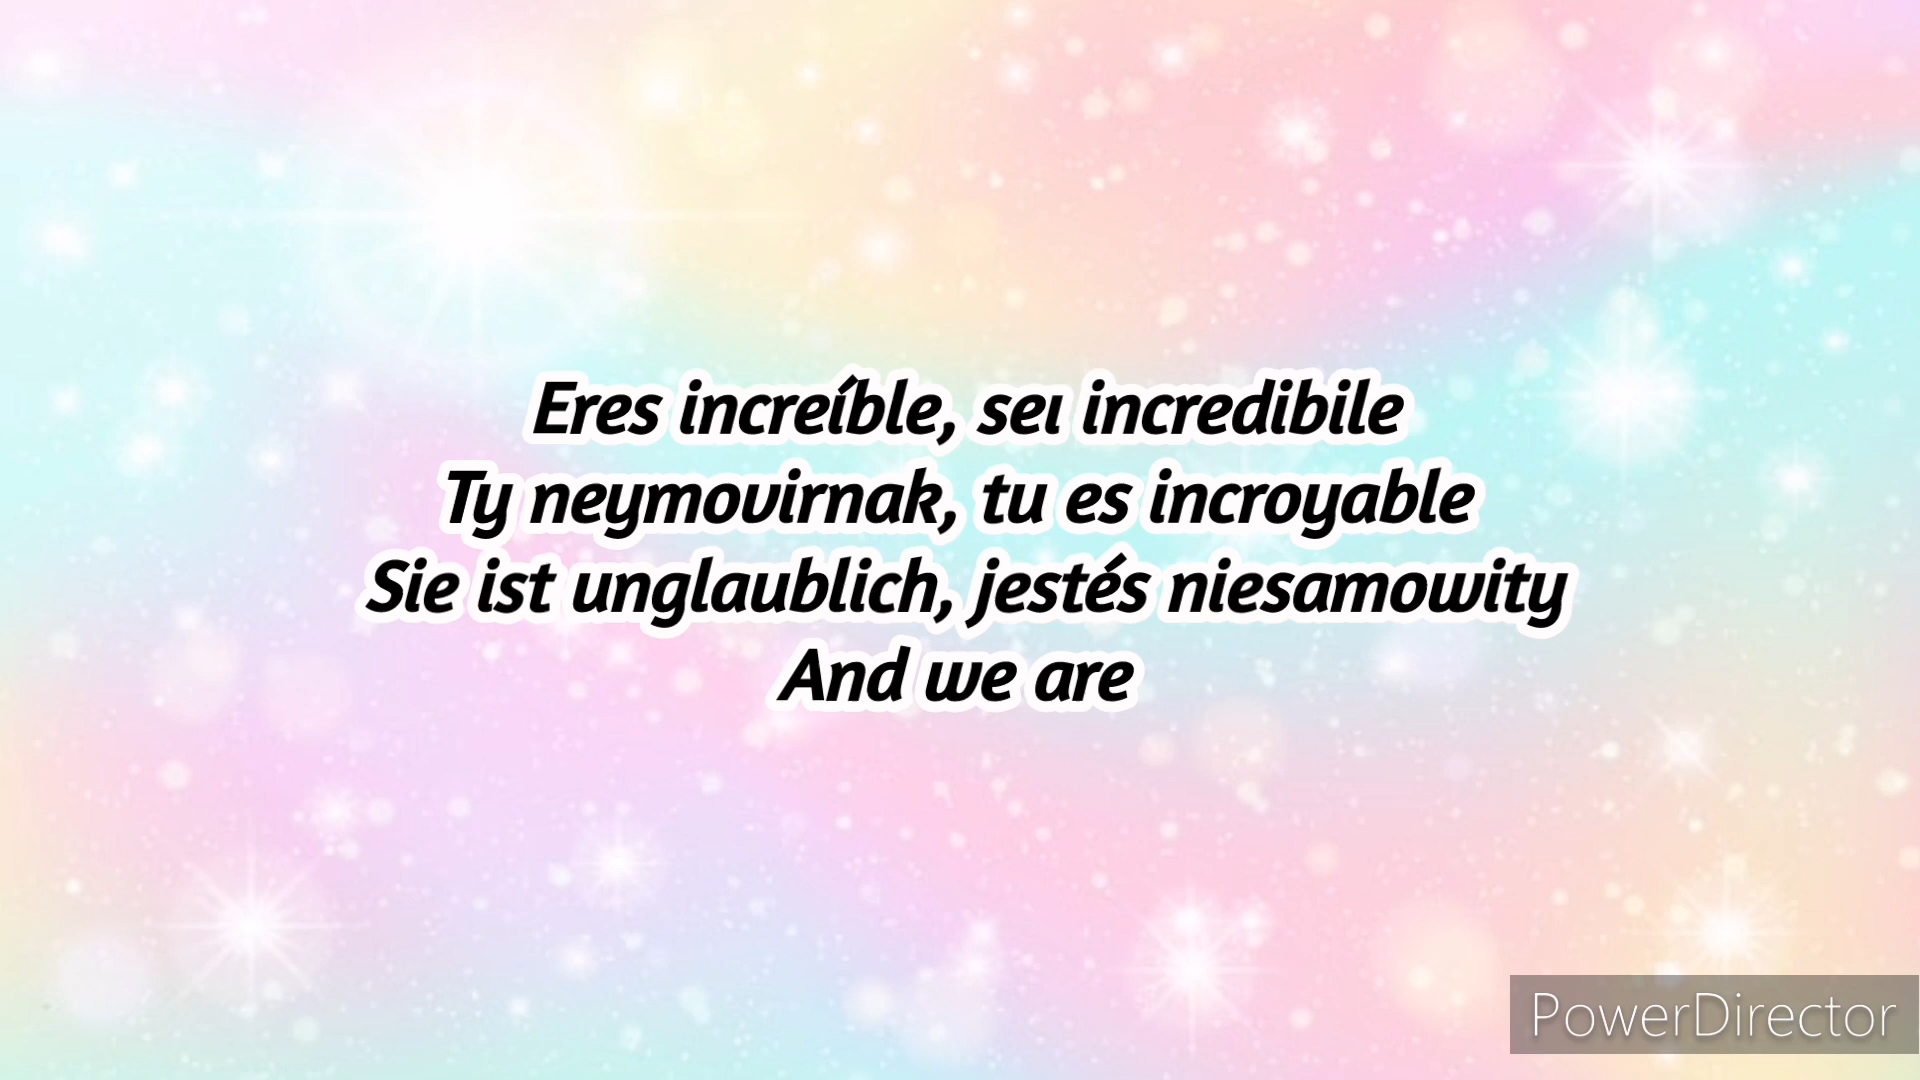 Eres increíble, seı incredibile
Ty neymovirnak, tu es incroyable
Sie ist unglaublich, jestés niesamowity
And we are
PowerDirector